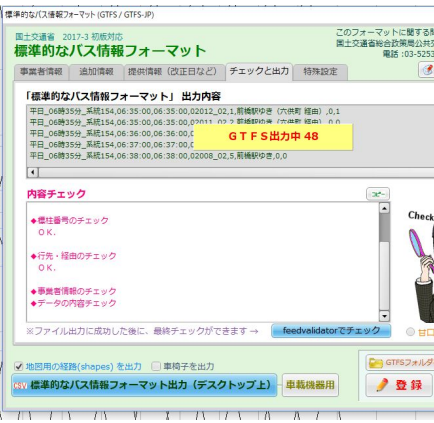 標準的なバス情報フォーマット(GTFS / GTFS-JP)
国土交通省 2017-3 初版対応
標準的なバス情報フォーマット
このフォーマットに関する
国土交通省総合政策局公共
電話 :03-5253
事業者情報 追加情報 提供情報（改正日など） チェックと出力 特殊設定
「標準的なバス情報フォーマット」 出力内容
平日_06時35分_系統154,06:35:00,06:35:00,02012_02,1,前橋駅ゆき（六供町 経由）,0,1
平日_06時35分_系統154,06:35:00,06:35:00,02011_02,2,前橋駅ゆき（六供町 経由）,0,0
平日_06時35分_系統154,06:36:00,06:36:00,0
平日_06時35分_系統154,06:37:00,06:37:00,0
平日_06時35分_系統154,06:38:00,06:38:00,02008_02,5,前橋駅ゆき,0,0
ＧＴＦＳ出力中 48
内容チェック
コピー
◆標柱番号のチェック
ＯＫ.
◆行先・経由のチェック
ＯＫ.
◆事業者情報のチェック
◆データの内容チェック
Check
※ファイル出力に成功した後に、最終チェックができます→
feedvalidatorでチェック
甘口
地図用の経路(shapes) を出力
車椅子を出力
GTFSフォルダ
CSV 標準的なバス情報フォーマット出力（デスクトップ上）
車載機器用
登 録